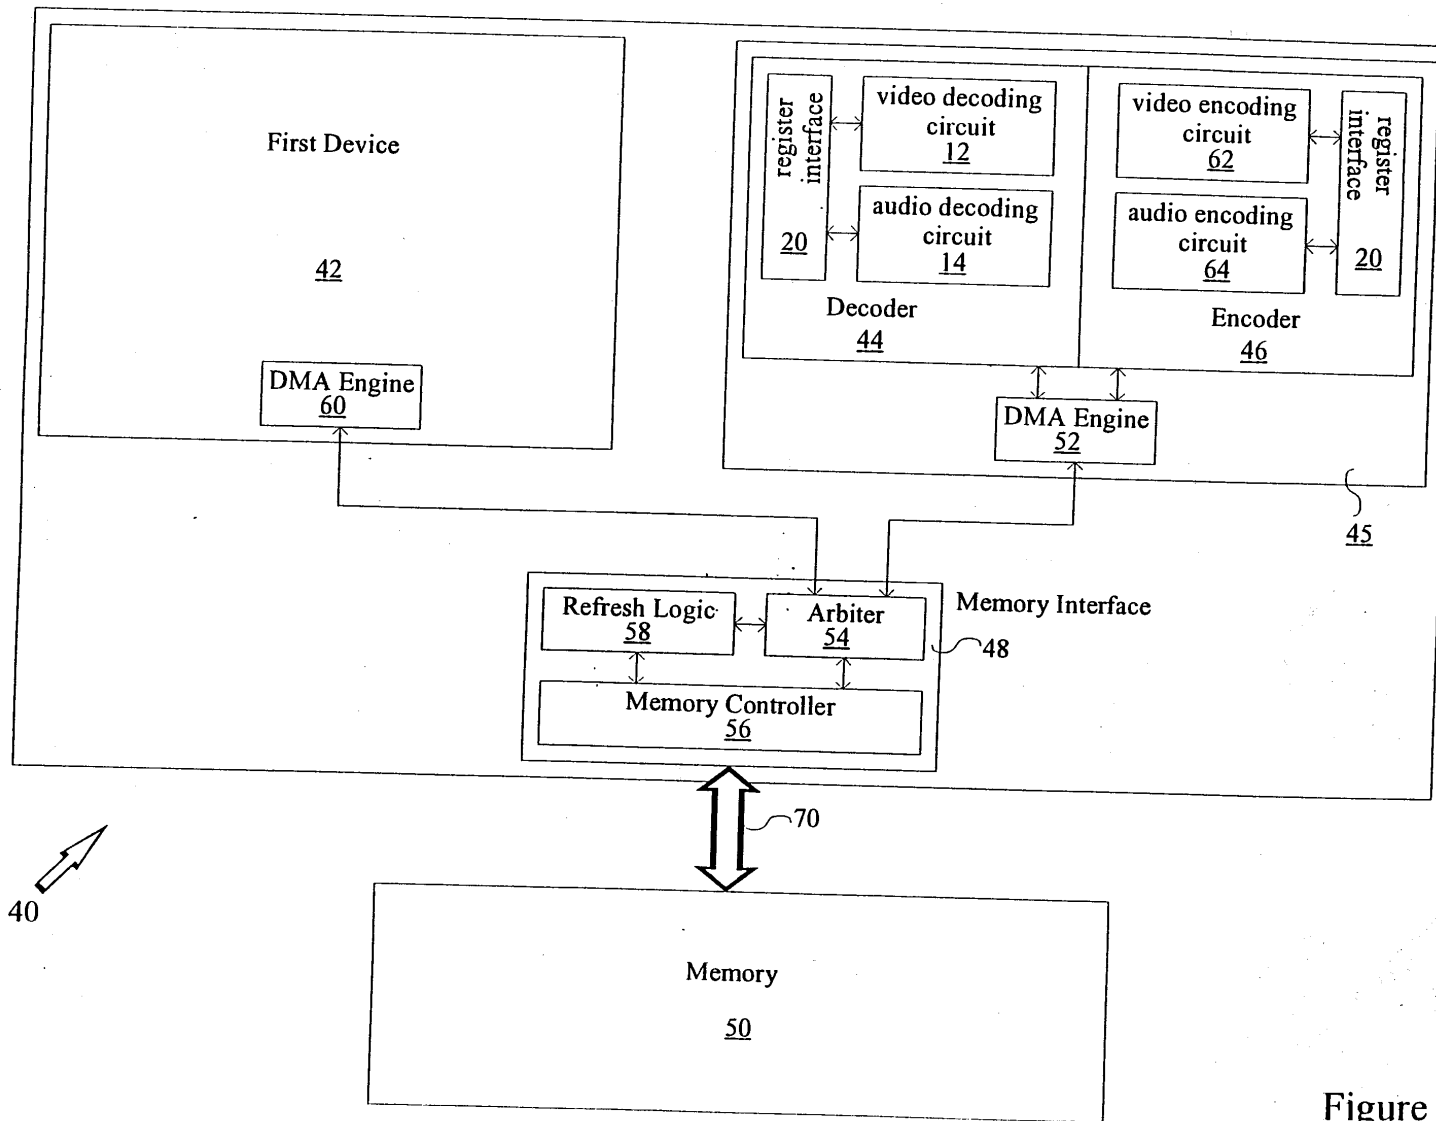 First Device
42
DMA Engine
60
register
interface
20
video decoding
circuit
12
audio decoding
circuit
14
Decoder
44
video encoding
circuit
62
audio encoding
circuit
64
register
interface
20
Encoder
46
DMA Engine
52
45
Refresh Logic
58
Arbiter
54
Memory Interface
48
Memory Controller
56
70
40
Memory
50
Figure